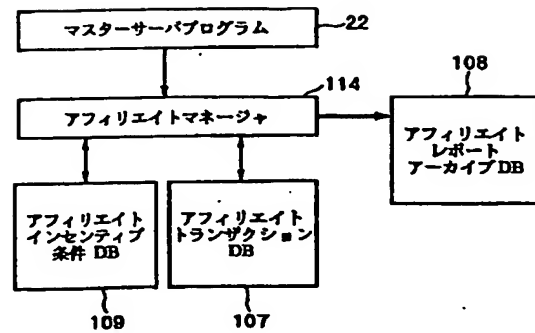 マスターサーバプログラム
22
114
アフィリエイトマネージャ
108
アフィリエイト
レポート
アーカイブDB
アフィリエイト
インセンティブ
条件 DB
アフィリエイト
トランザクション
DB
109
107